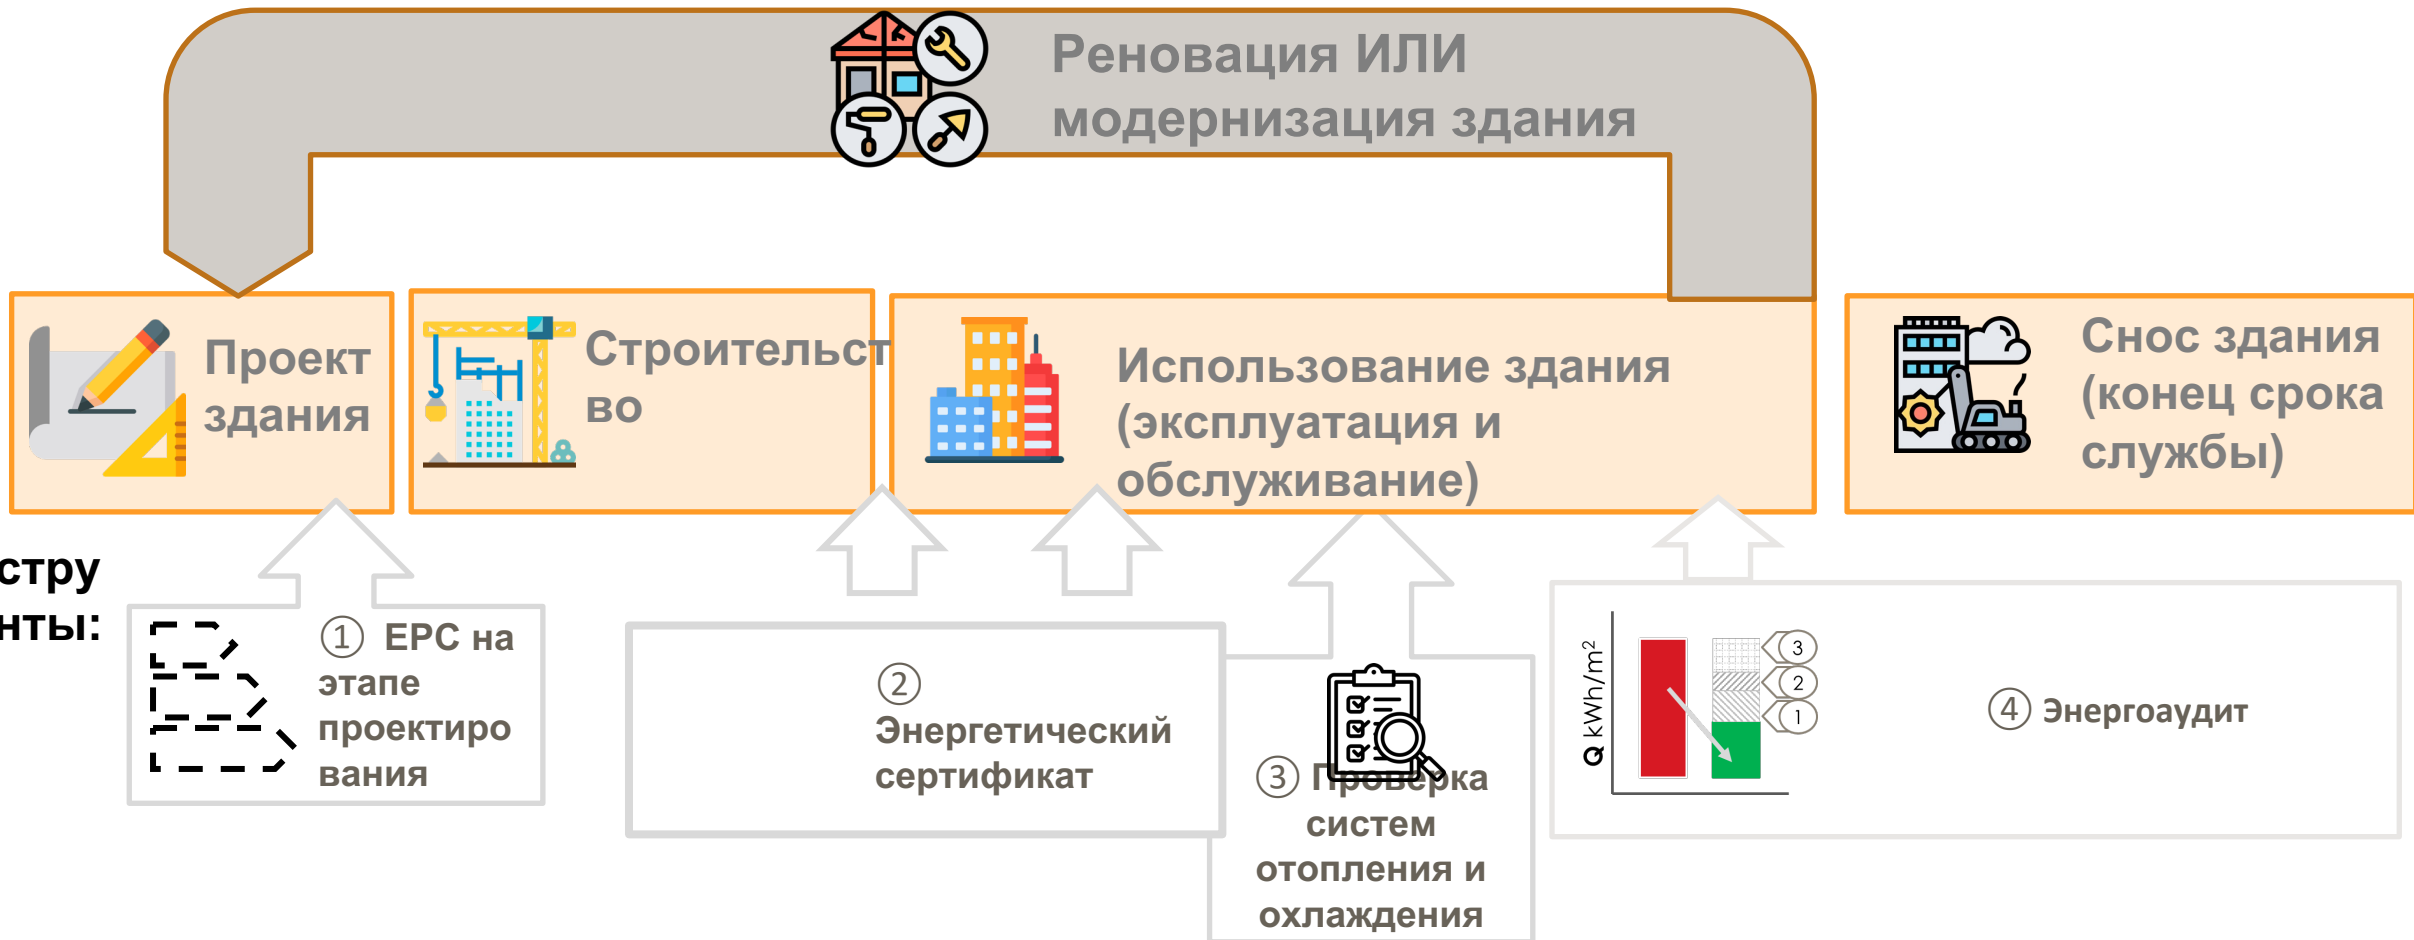 Реновация ИЛИ
модернизация здания
Проект
здания
Строительст
во
Использование здания
(эксплуатация и
обслуживание)
Снос здания
(конец срока
службы)
стру
нты:
① EPC на
этапе
проектиро
вания
②
Энергетический
сертификат
③ Проверка
систем
отопления и
охлаждения
Q kWh/m²
3
2
1
④ Энергоаудит